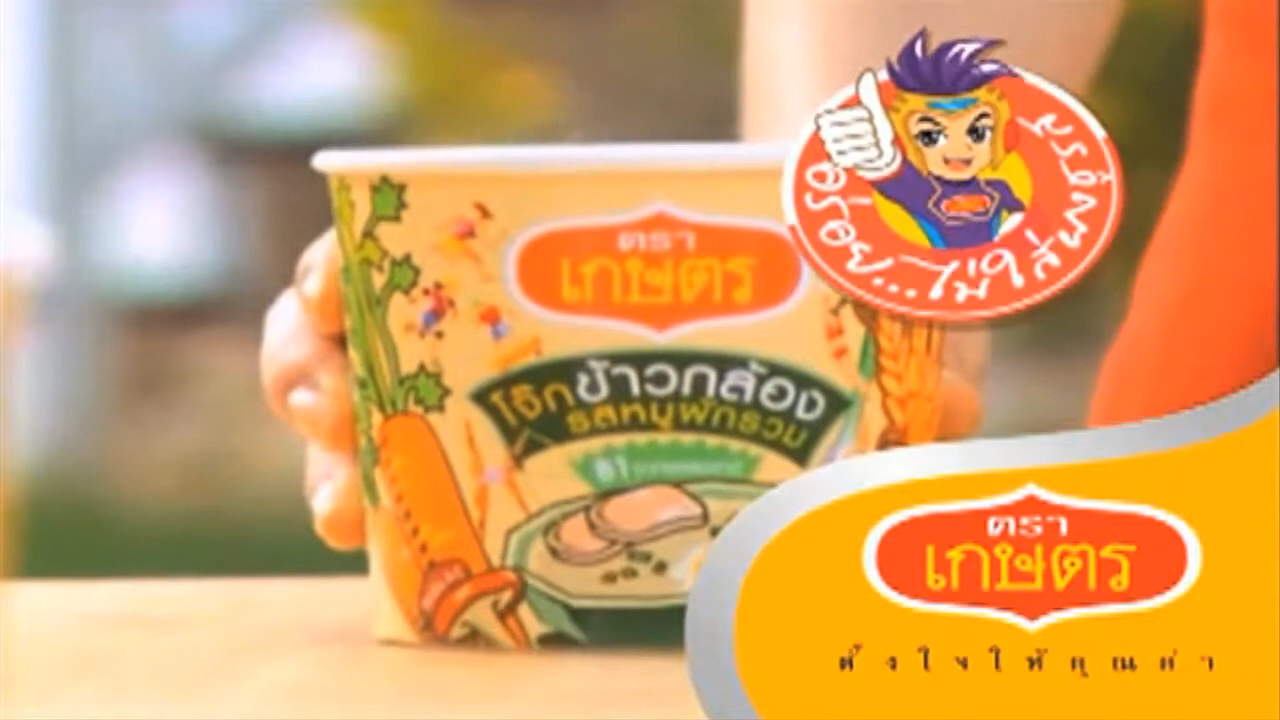 ตรา
เกษตร
โจ๊กข้าวกล้อง
รสหมูผักรวม
อร่อย...ไม่ใส่ผงชูรส
ตรา
เกษตร
ตั้งใจให้คุณค่า